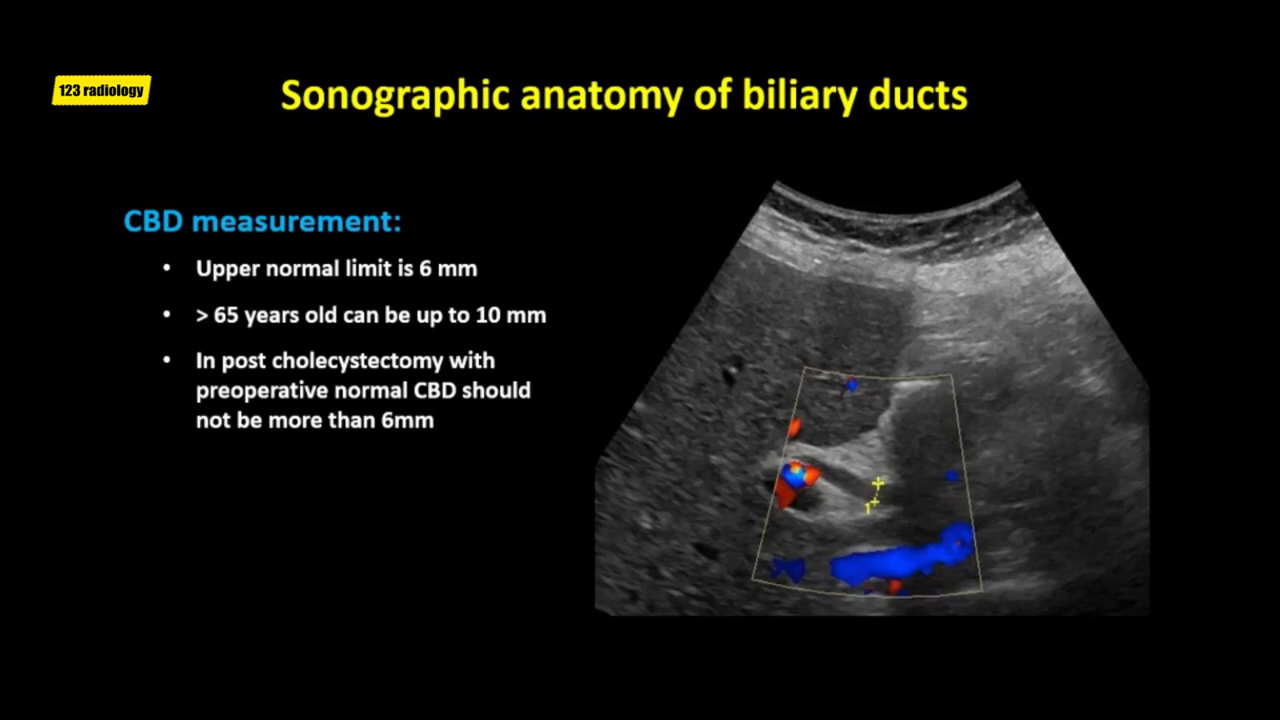 123 radiology
Sonographic anatomy of biliary ducts
CBD measurement:
• Upper normal limit is 6 mm
• > 65 years old can be up to 10 mm
• In post cholecystectomy with
preoperative normal CBD should
not be more than 6mm
1